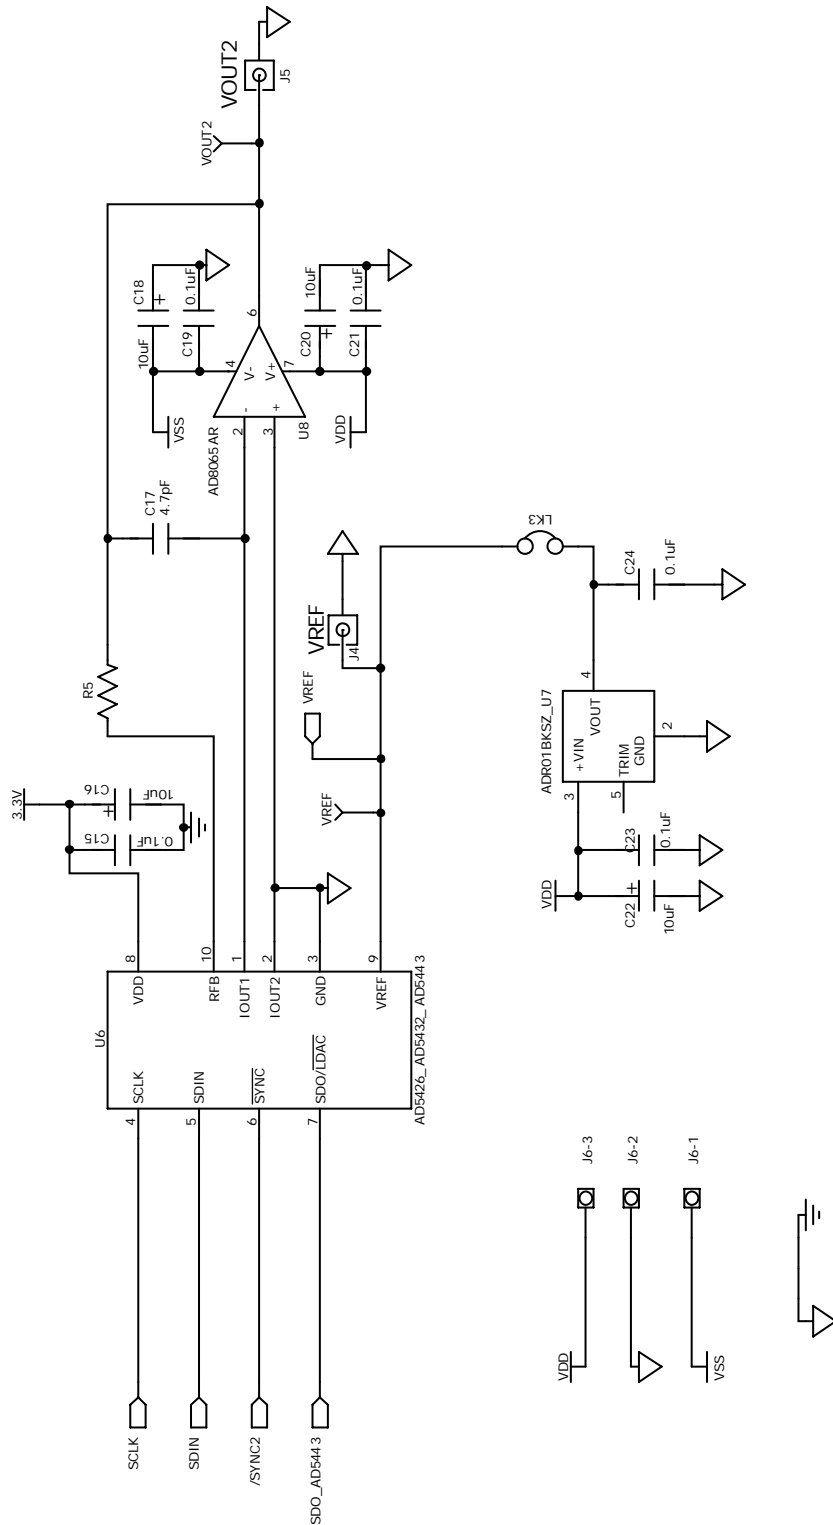 VOUT2
J5
VOUT2
C18
10uF
+
0.1uF
C19
10uF
C20
+
0.1uF
C21
6
4
V-
7
V+
-
+
2
3
AD8065AR
U8
VSS
VDD
C17
4.7pF
R5
3.3V
C16
+
10uF
C15
0.1uF
VREF
J4
VREF
VREF
LK3
C24
0.1uF
ADR01BKSZ_U7
4
VOUT
+VIN
3
TRIM
5
GND
2
VDD
C23
0.1uF
C22
+
10uF
U6
8
VDD
10
RFB
1
IOUT1
2
IOUT2
3
GND
9
VREF
AD5426_AD5432_AD5443
SCLK
4
SDIN
5
SYNC
6
SDO/LDAC
7
SCLK
SDIN
/SYNC2
SDO_AD5443
J6-3
J6-2
J6-1
VDD
VSS